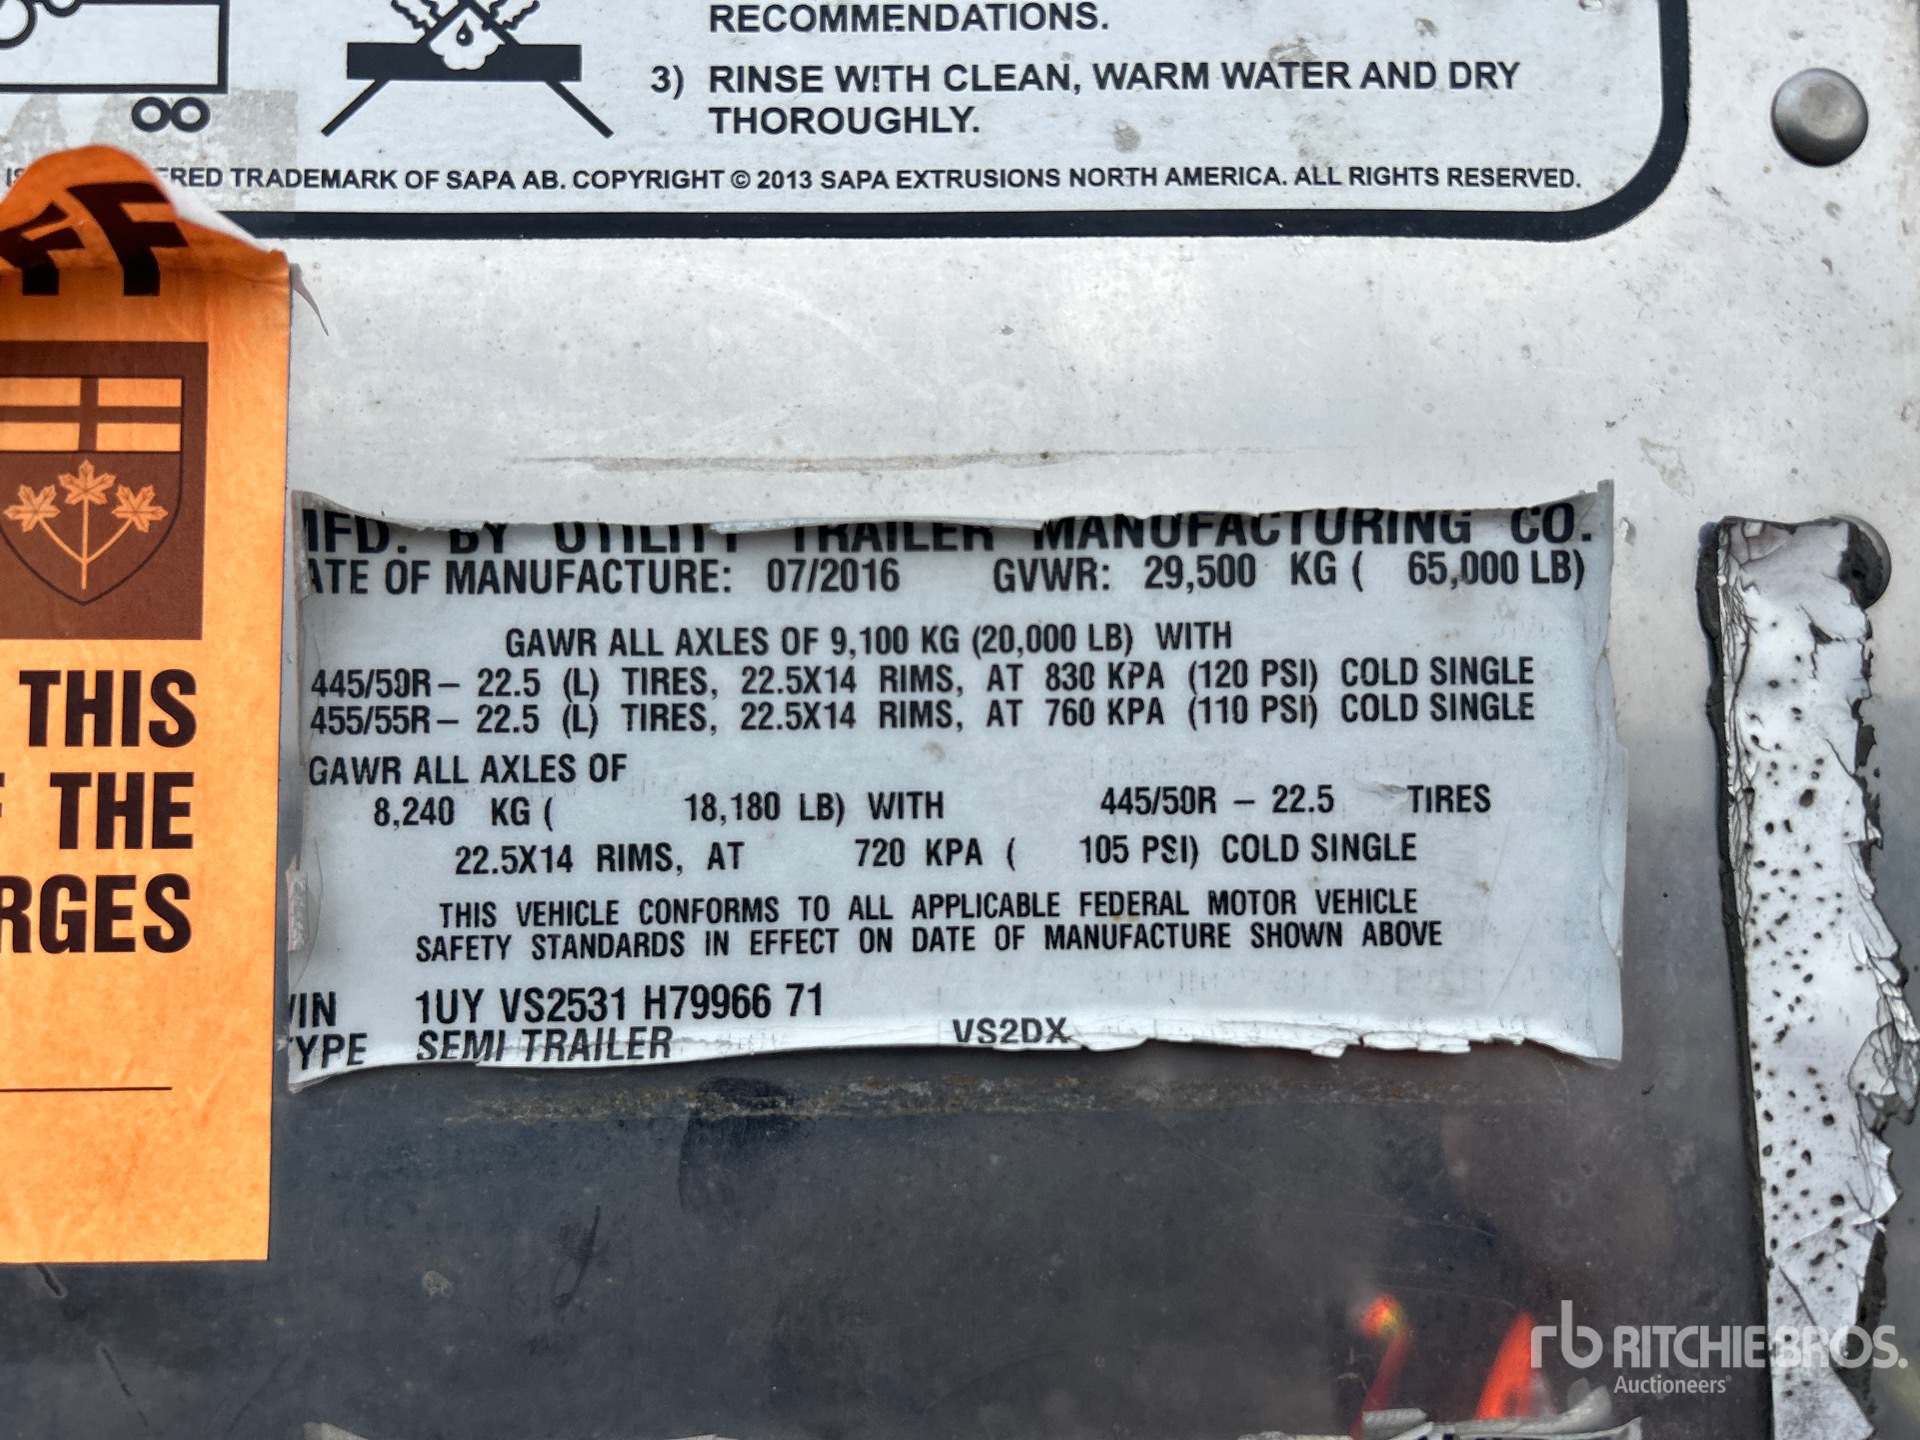 RECOMMENDATIONS.
3) RINSE WITH CLEAN, WARM WATER AND DRY
THOROUGHLY.
ERED TRADEMARK OF SAPA AB. COPYRIGHT © 2013 SAPA EXTRUSIONS NORTH AMERICA. ALL RIGHTS RESERVED.
FF
THIS
THE
RGES
MFD. BY UTILITY TRAILER MANUFACTURING CO.
ATE OF MANUFACTURE: 07/2016 GVWR: 29,500 KG ( 65,000 LB)
GAWR ALL AXLES OF 9,100 KG (20,000 LB) WITH
445/50R – 22.5 (L) TIRES, 22.5X14 RIMS, AT 830 KPA (120 PSI) COLD SINGLE
455/55R – 22.5 (L) TIRES, 22.5X14 RIMS, AT 760 KPA (110 PSI) COLD SINGLE
GAWR ALL AXLES OF
8,240 KG ( 18,180 LB) WITH 445/50R – 22.5 TIRES
22.5X14 RIMS, AT 720 KPA ( 105 PSI) COLD SINGLE
THIS VEHICLE CONFORMS TO ALL APPLICABLE FEDERAL MOTOR VEHICLE
SAFETY STANDARDS IN EFFECT ON DATE OF MANUFACTURE SHOWN ABOVE
VIN 1UY VS2531 H79966 71
YPE SEMI TRAILER VS2DX
rb RITCHIE BROS.
Auctioneers